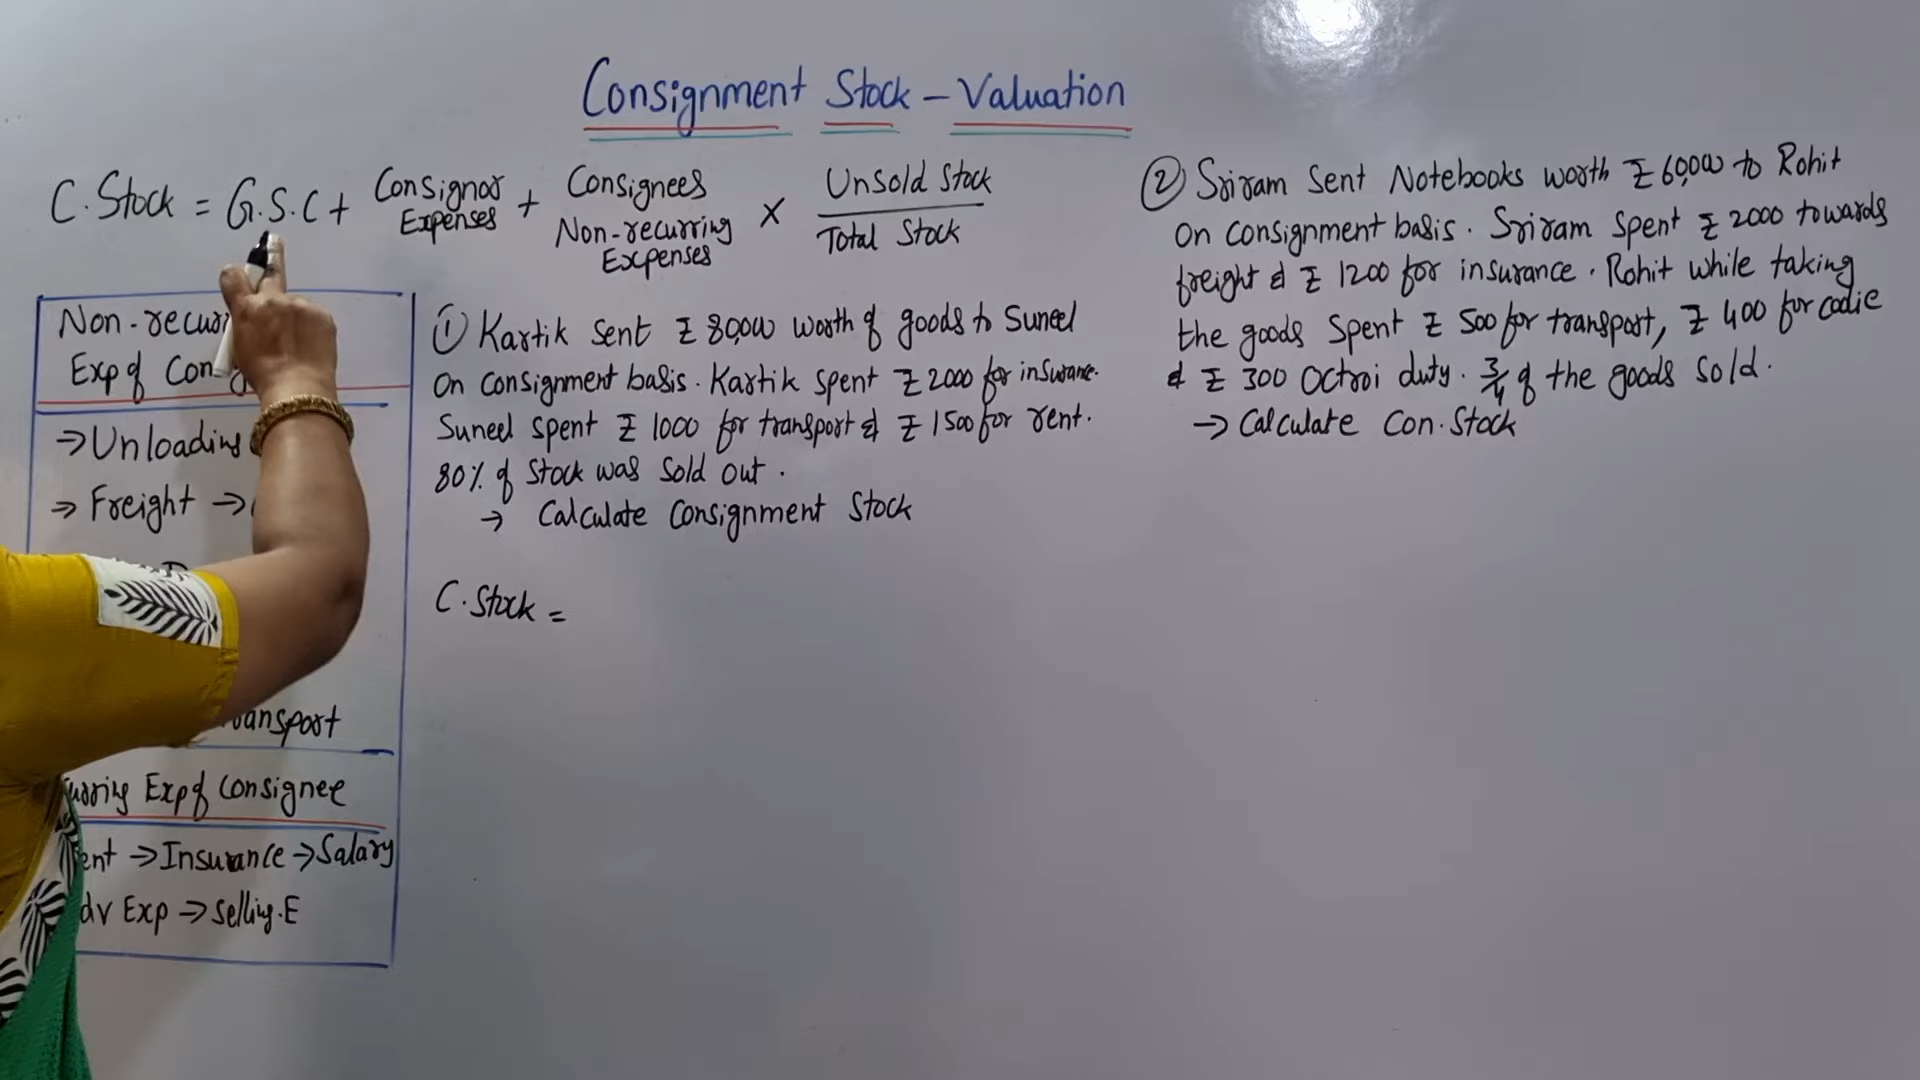 Consignment Stock – Valuation
C. Stock = G.S.C + Consignor Expenses + Consignees Non-recurring Expenses × Unsold Stock / Total Stock
Non-recurri
Exp of Con
→ Unloading
→ Freight →
ansport
urring Exp of Consignee
ent → Insurance → Salary
dv Exp → Selling.E
① Kartik Sent ₹ 80,000 worth of goods to Suneel
On consignment basis. Kartik spent ₹ 2000 for insurance.
Suneel spent ₹ 1000 for transport & ₹ 1500 for rent.
80% of Stock was Sold out.
→ Calculate Consignment Stock
C. Stock =
② Sriram Sent Notebooks worth ₹ 60,000 to Rohit
On consignment basis. Sriram spent ₹ 2000 towards
freight & ₹ 1200 for insurance. Rohit while taking
the goods Spent ₹ 500 for transport, ₹ 400 for cadie
& ₹ 300 Octroi duty. 3/4 of the goods Sold.
→ Calculate Con. Stock